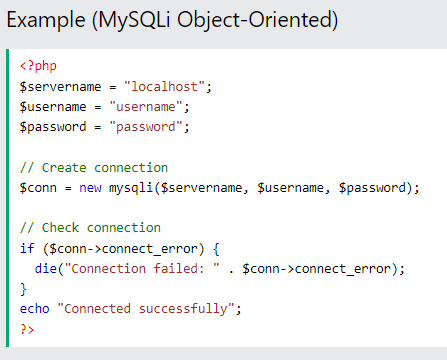 Example (MySQLi Object-Oriented)
<?php
$servername = "localhost";
$username = "username";
$password = "password";

// Create connection
$conn = new mysqli($servername, $username, $password);

// Check connection
if ($conn->connect_error) {
  die("Connection failed: " . $conn->connect_error);
}
echo "Connected successfully";
?>